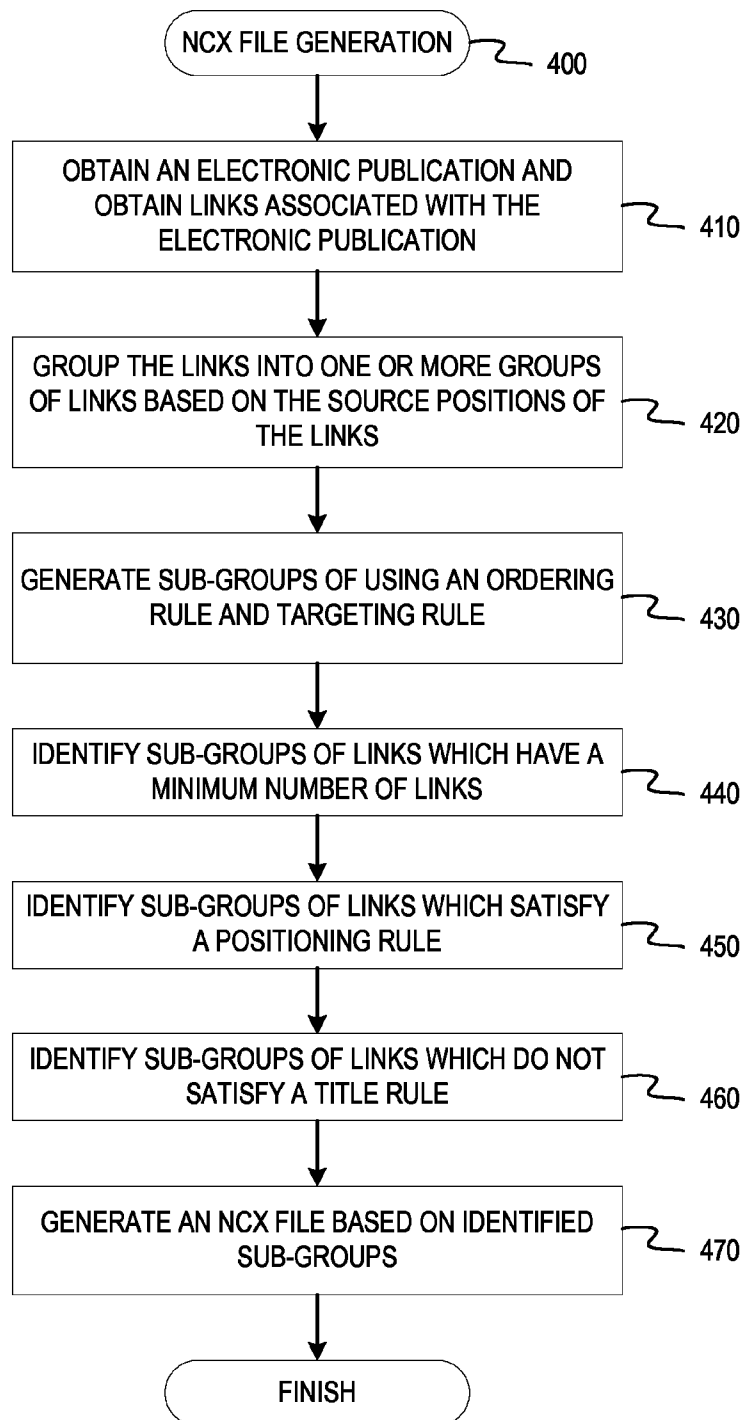 NCX FILE GENERATION
400
OBTAIN AN ELECTRONIC PUBLICATION AND
OBTAIN LINKS ASSOCIATED WITH THE
ELECTRONIC PUBLICATION
410
GROUP THE LINKS INTO ONE OR MORE GROUPS
OF LINKS BASED ON THE SOURCE POSITIONS OF
THE LINKS
420
GENERATE SUB-GROUPS OF USING AN ORDERING
RULE AND TARGETING RULE
430
IDENTIFY SUB-GROUPS OF LINKS WHICH HAVE A
MINIMUM NUMBER OF LINKS
440
IDENTIFY SUB-GROUPS OF LINKS WHICH SATISFY
A POSITIONING RULE
450
IDENTIFY SUB-GROUPS OF LINKS WHICH DO NOT
SATISFY A TITLE RULE
460
GENERATE AN NCX FILE BASED ON IDENTIFIED
SUB-GROUPS
470
FINISH